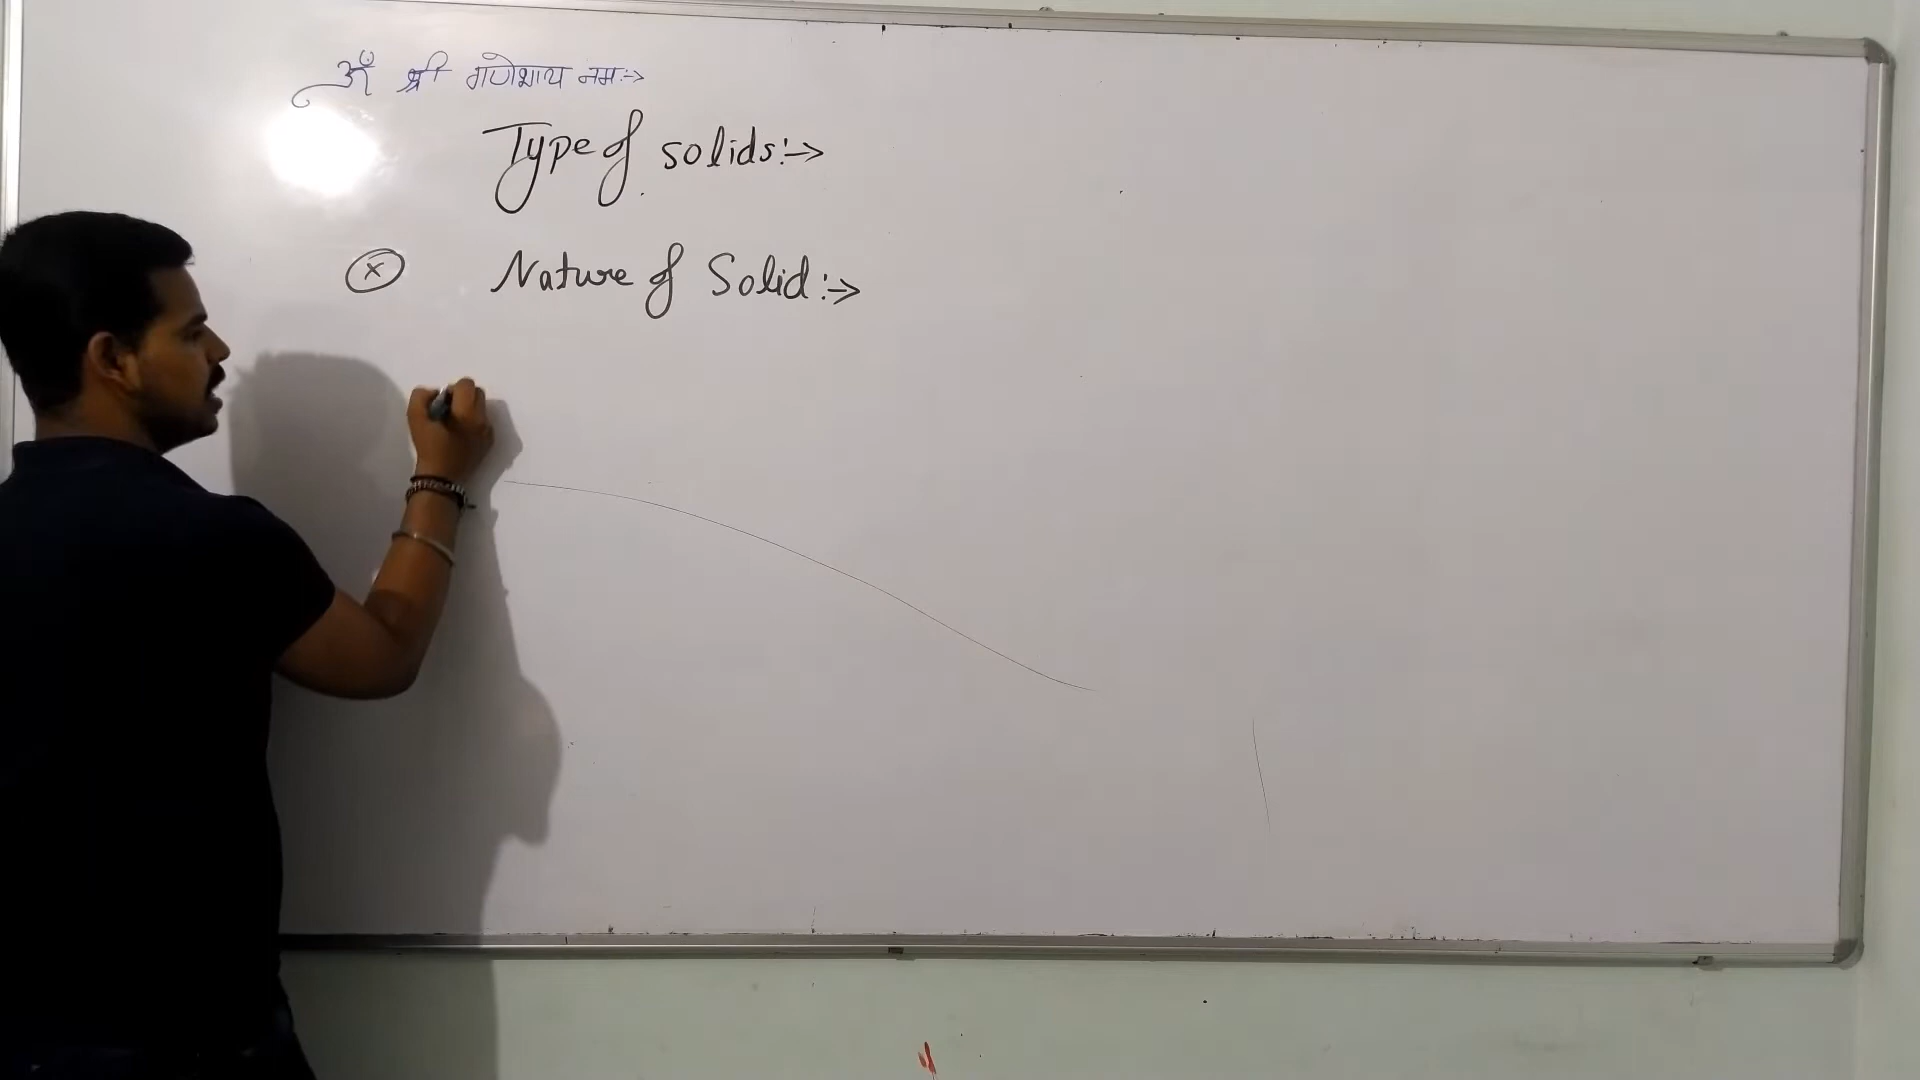 ॐ श्री गणेशाय नमः→
Type of solids:→
Nature of Solid:→